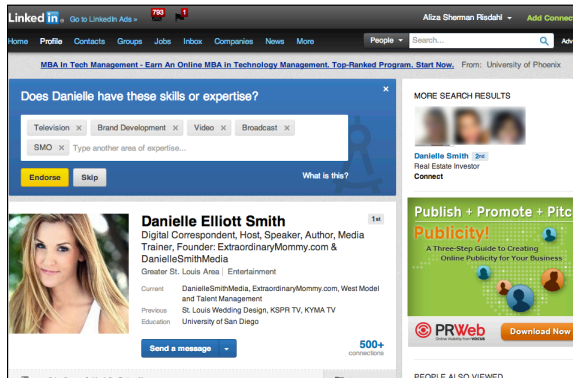 Linked in Go to LinkedIn Ads » 793 1 Aliza Sherman Risdahl Add Connec
Home Profile Contacts Groups Jobs Inbox Companies News More People Search... Adv
MBA In Tech Management - Earn An Online MBA in Technology Management. Top-Ranked Program. Start Now. From: University of Phoenix
Does Danielle have these skills or expertise? ×
Television × Brand Development × Video × Broadcast ×
SMO × Type another area of expertise...
Endorse Skip What is this?
MORE SEARCH RESULTS
Danielle Smith 2nd
Real Estate Investor
Connect
Danielle Elliott Smith 1st
Digital Correspondent, Host, Speaker, Author, Media
Trainer, Founder: ExtraordinaryMommy.com &
DanielleSmithMedia
Greater St. Louis Area | Entertainment
Current DanielleSmithMedia, ExtraordinaryMommy.com, West Model
and Talent Management
Previous St. Louis Wedding Design, KSPR TV, KYMA TV
Education University of San Diego
Send a message 500+
connections
Publish + Promote + Pitc
Publicity!
A Three-Step Guide to Creating
Online Publicity for Your Business
PRWeb Download Now
Online Visibility from Vocus
PEOPLE ALSO VIEWED